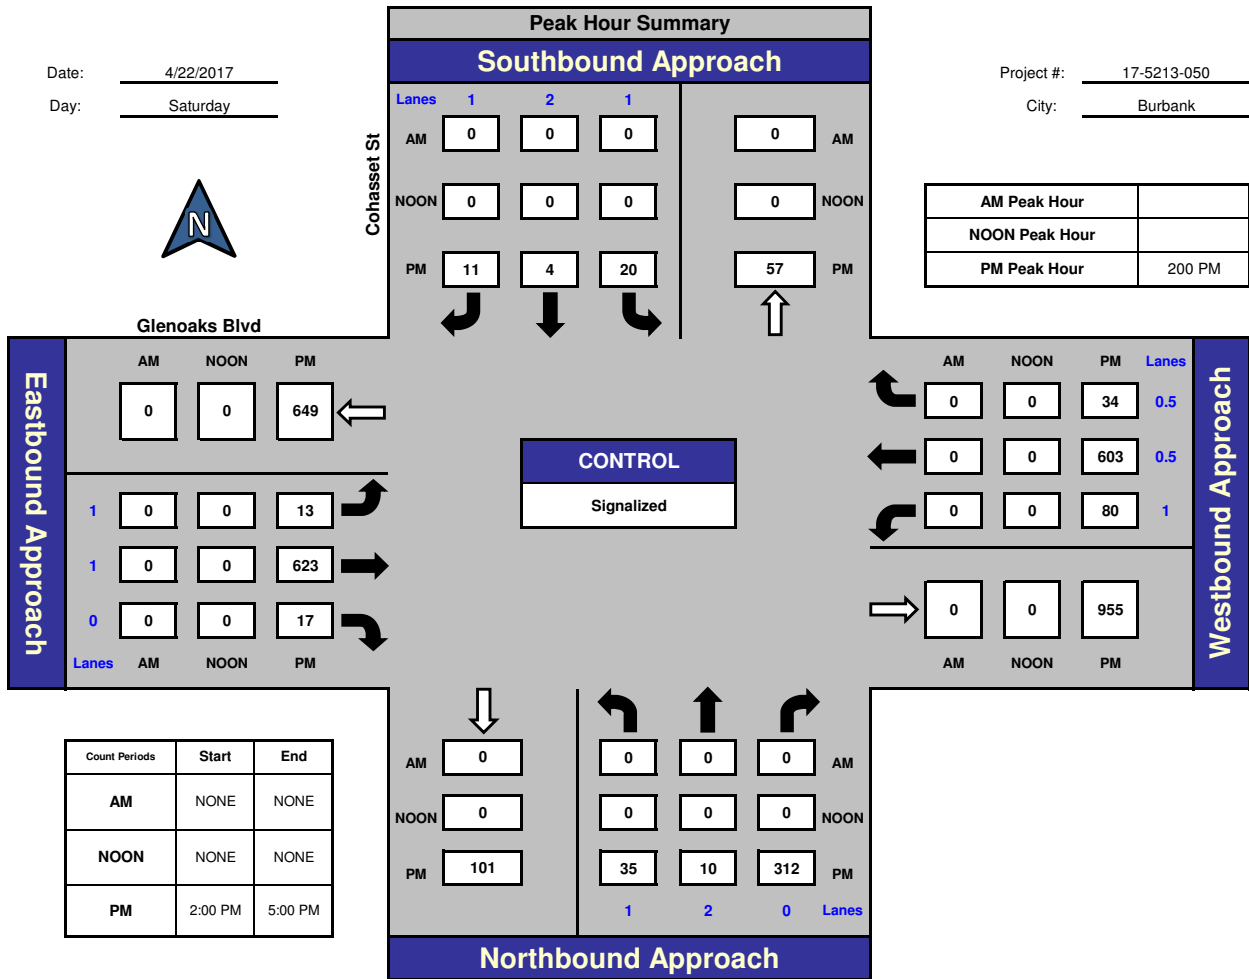 Peak Hour Summary
Southbound Approach
Date: 4/22/2017
Day: Saturday
Project #: 17-5213-050
City: Burbank
N
Cohasset St
Lanes 1 2 1
AM 0 0 0 0 AM
NOON 0 0 0 0 NOON
PM 11 4 20 57 PM
AM Peak Hour
NOON Peak Hour
PM Peak Hour 200 PM
Glenoaks Blvd
Eastbound Approach
AM NOON PM
0 0 649
1 0 0 13
1 0 0 623
0 0 0 17
Lanes AM NOON PM
CONTROL
Signalized
AM NOON PM Lanes
0 0 34 0.5
0 0 603 0.5
0 0 80 1
0 0 955
AM NOON PM
Westbound Approach
Count Periods Start End
AM NONE NONE
NOON NONE NONE
PM 2:00 PM 5:00 PM
AM 0 0 0 0 AM
NOON 0 0 0 0 NOON
PM 101 35 10 312 PM
1 2 0 Lanes
Northbound Approach